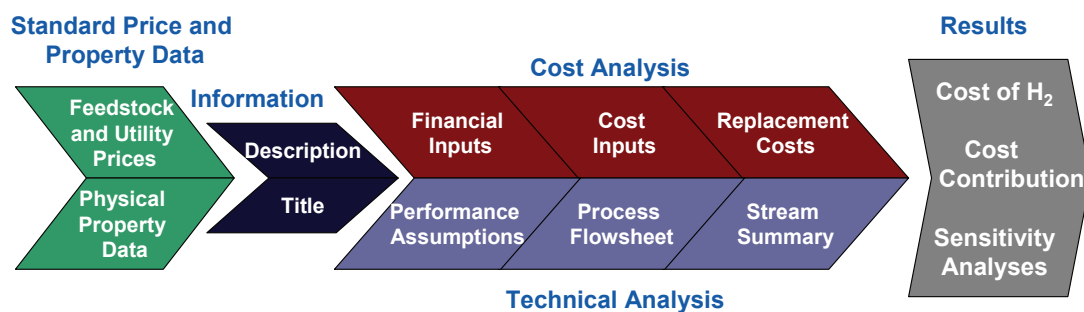 Standard Price and
Property Data
Feedstock
and Utility
Prices
Physical
Property
Data
Information
Description
Title
Cost Analysis
Financial
Inputs
Cost
Inputs
Replacement
Costs
Performance
Assumptions
Process
Flowsheet
Stream
Summary
Technical Analysis
Results
Cost of H₂
Cost
Contribution
Sensitivity
Analyses